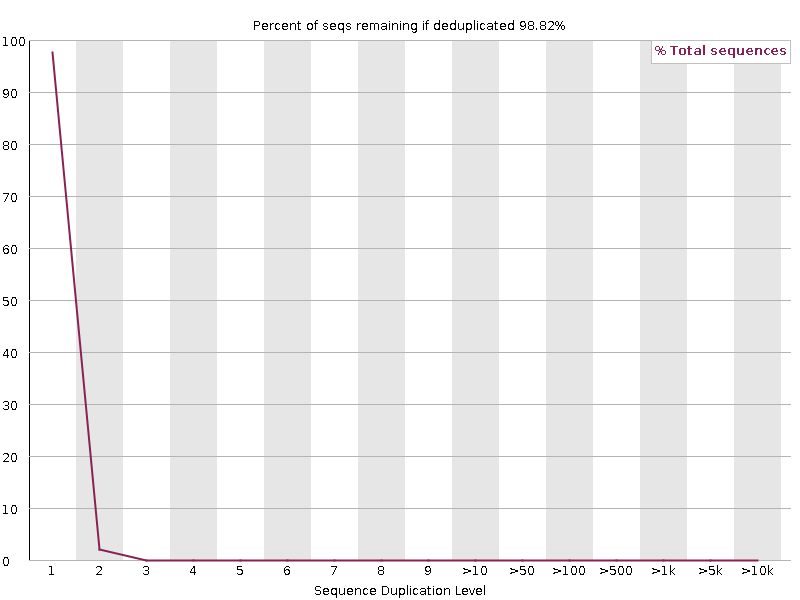 Percent of seqs remaining if deduplicated 98.82%
% Total sequences
100
90
80
70
60
50
40
30
20
10
0
1 2 3 4 5 6 7 8 9 >10 >50 >100 >500 >1k >5k >10k
Sequence Duplication Level